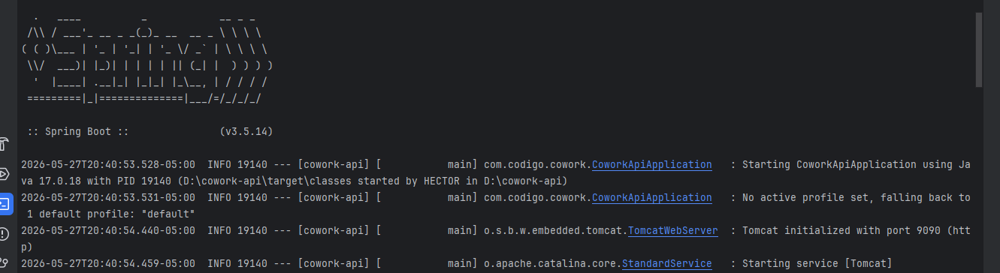 .   ____          _            __ _ _
 /\\ / ___'_ __ _ _(_)_ __  __ _ \ \ \ \
( ( )\___ | '_ | '_| | '_ \/ _` | \ \ \ \
 \\/  ___)| |_)| | | | | || (_| |  ) ) ) )
  '  |____| .__|_| |_|_| |_\__, | / / / /
 =========|_|==============|___/=/_/_/_/

 :: Spring Boot ::               (v3.5.14)

2026-05-27T20:40:53.528-05:00  INFO 19140 --- [cowork-api] [           main] com.codigo.cowork.CoworkApiApplication   : Starting CoworkApiApplication using Ja
va 17.0.18 with PID 19140 (D:\cowork-api\target\classes started by HECTOR in D:\cowork-api)
2026-05-27T20:40:53.531-05:00  INFO 19140 --- [cowork-api] [           main] com.codigo.cowork.CoworkApiApplication   : No active profile set, falling back to
 1 default profile: "default"
2026-05-27T20:40:54.440-05:00  INFO 19140 --- [cowork-api] [           main] o.s.b.w.embedded.tomcat.TomcatWebServer  : Tomcat initialized with port 9090 (htt
p)
2026-05-27T20:40:54.459-05:00  INFO 19140 --- [cowork-api] [           main] o.apache.catalina.core.StandardService   : Starting service [Tomcat]